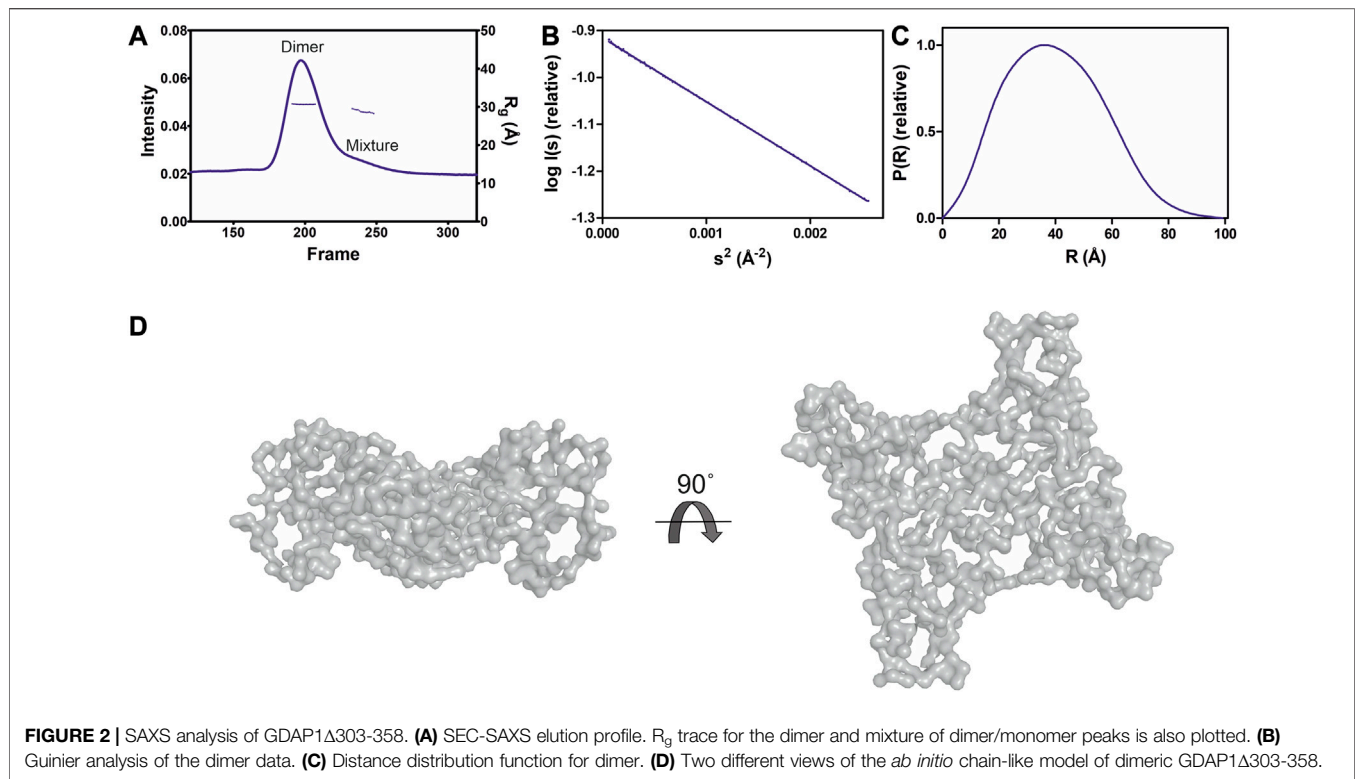 A
0.08
0.06
0.04
0.02
0.00
Intensity
Dimer
Mixture
50
40
30
20
10
0
Rg (Å)
150
200
250
300
Frame
B
-0.9
-1.0
-1.1
-1.2
-1.3
log I(s) (relative)
0.000
0.001
0.002
s² (Å⁻²)
C
1.0
0.5
0.0
P(R) (relative)
0
20
40
60
80
100
R (Å)
D
90°
FIGURE 2 | SAXS analysis of GDAP1Δ303-358. (A) SEC-SAXS elution profile. Rg trace for the dimer and mixture of dimer/monomer peaks is also plotted. (B)
Guinier analysis of the dimer data. (C) Distance distribution function for dimer. (D) Two different views of the ab initio chain-like model of dimeric GDAP1Δ303-358.